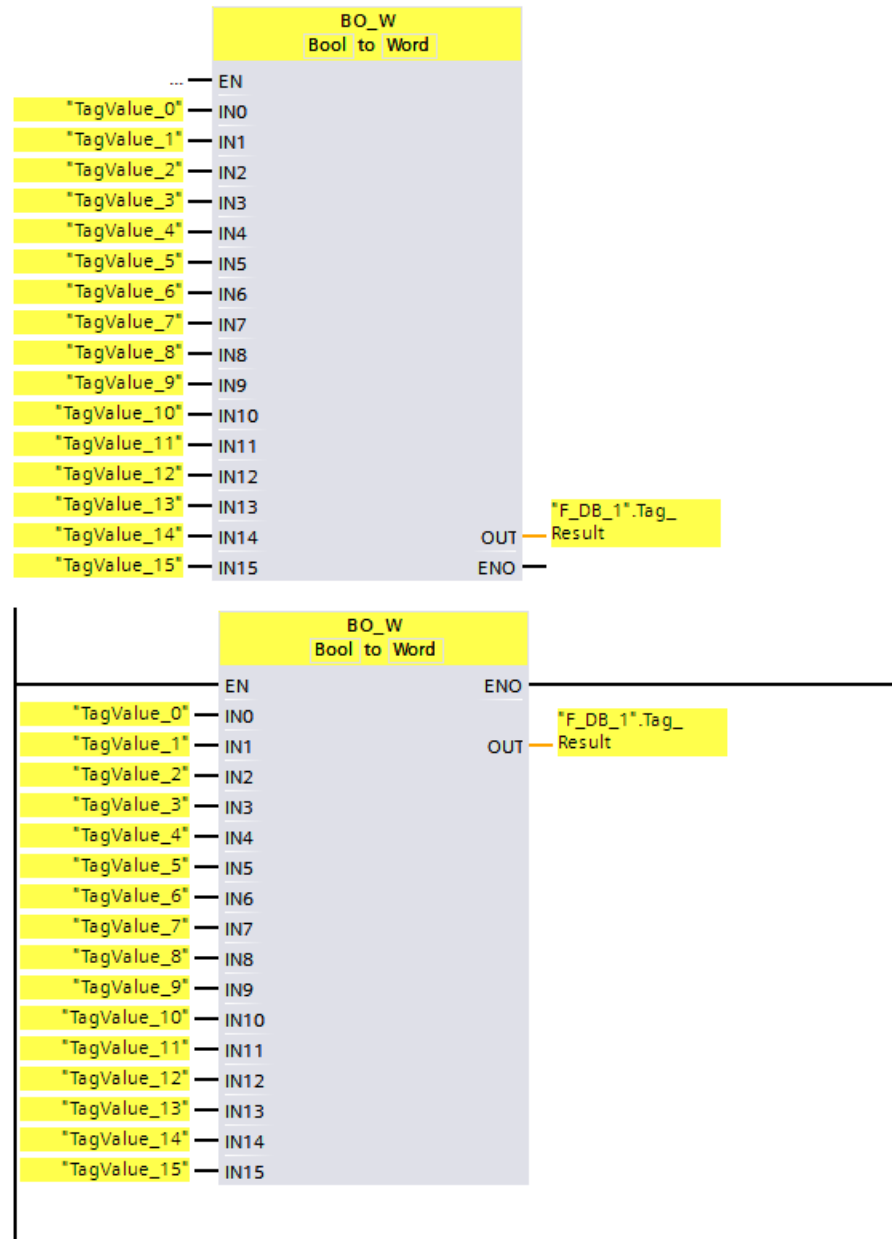 BO_W
Bool to Word
... EN
"TagValue_0" IN0
"TagValue_1" IN1
"TagValue_2" IN2
"TagValue_3" IN3
"TagValue_4" IN4
"TagValue_5" IN5
"TagValue_6" IN6
"TagValue_7" IN7
"TagValue_8" IN8
"TagValue_9" IN9
"TagValue_10" IN10
"TagValue_11" IN11
"TagValue_12" IN12
"TagValue_13" IN13
"F_DB_1".Tag_
"TagValue_14" IN14 OUT Result
"TagValue_15" IN15 ENO
BO_W
Bool to Word
EN ENO
"TagValue_0" IN0 "F_DB_1".Tag_
"TagValue_1" IN1 OUT Result
"TagValue_2" IN2
"TagValue_3" IN3
"TagValue_4" IN4
"TagValue_5" IN5
"TagValue_6" IN6
"TagValue_7" IN7
"TagValue_8" IN8
"TagValue_9" IN9
"TagValue_10" IN10
"TagValue_11" IN11
"TagValue_12" IN12
"TagValue_13" IN13
"TagValue_14" IN14
"TagValue_15" IN15